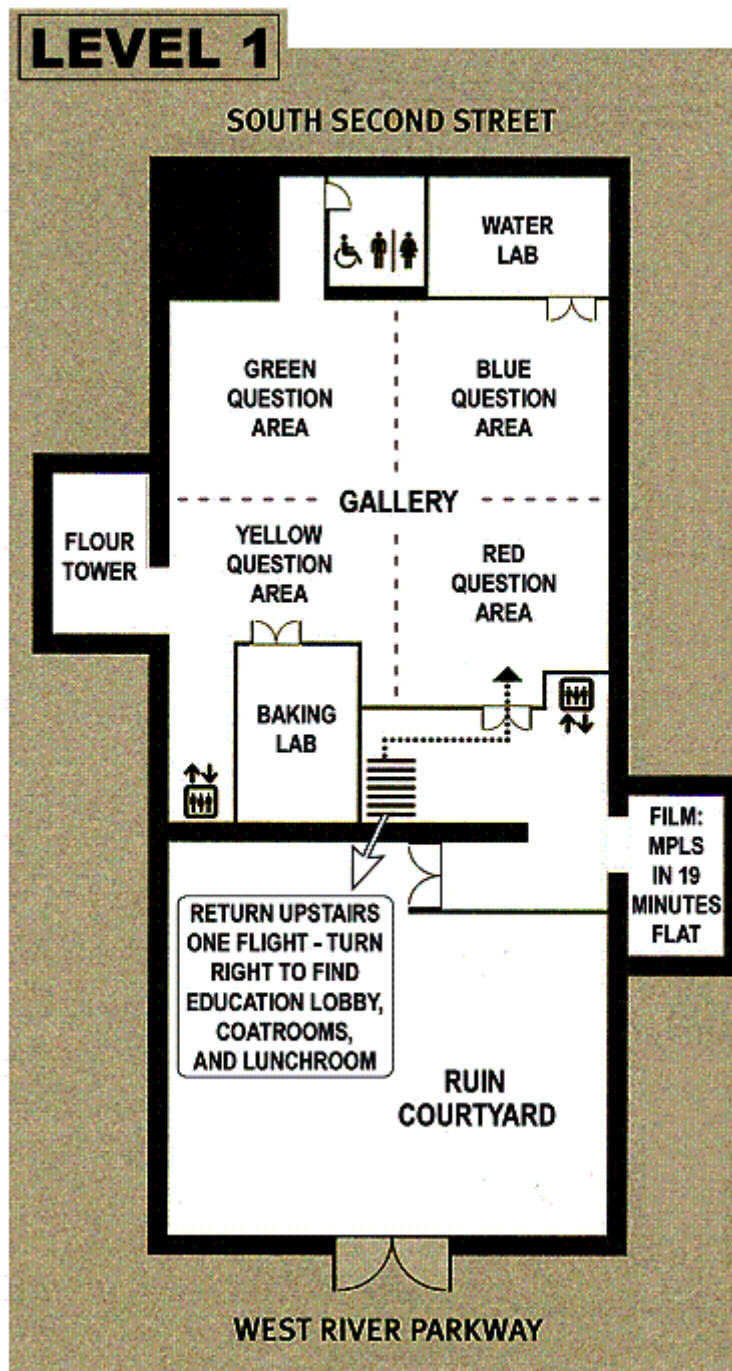 LEVEL 1
SOUTH SECOND STREET
WATER
LAB
GREEN
QUESTION
AREA
BLUE
QUESTION
AREA
GALLERY
FLOUR
TOWER
YELLOW
QUESTION
AREA
RED
QUESTION
AREA
BAKING
LAB
FILM:
MPLS
IN 19
MINUTES
FLAT
RETURN UPSTAIRS
ONE FLIGHT - TURN
RIGHT TO FIND
EDUCATION LOBBY,
COATROOMS,
AND LUNCHROOM
RUIN
COURTYARD
WEST RIVER PARKWAY